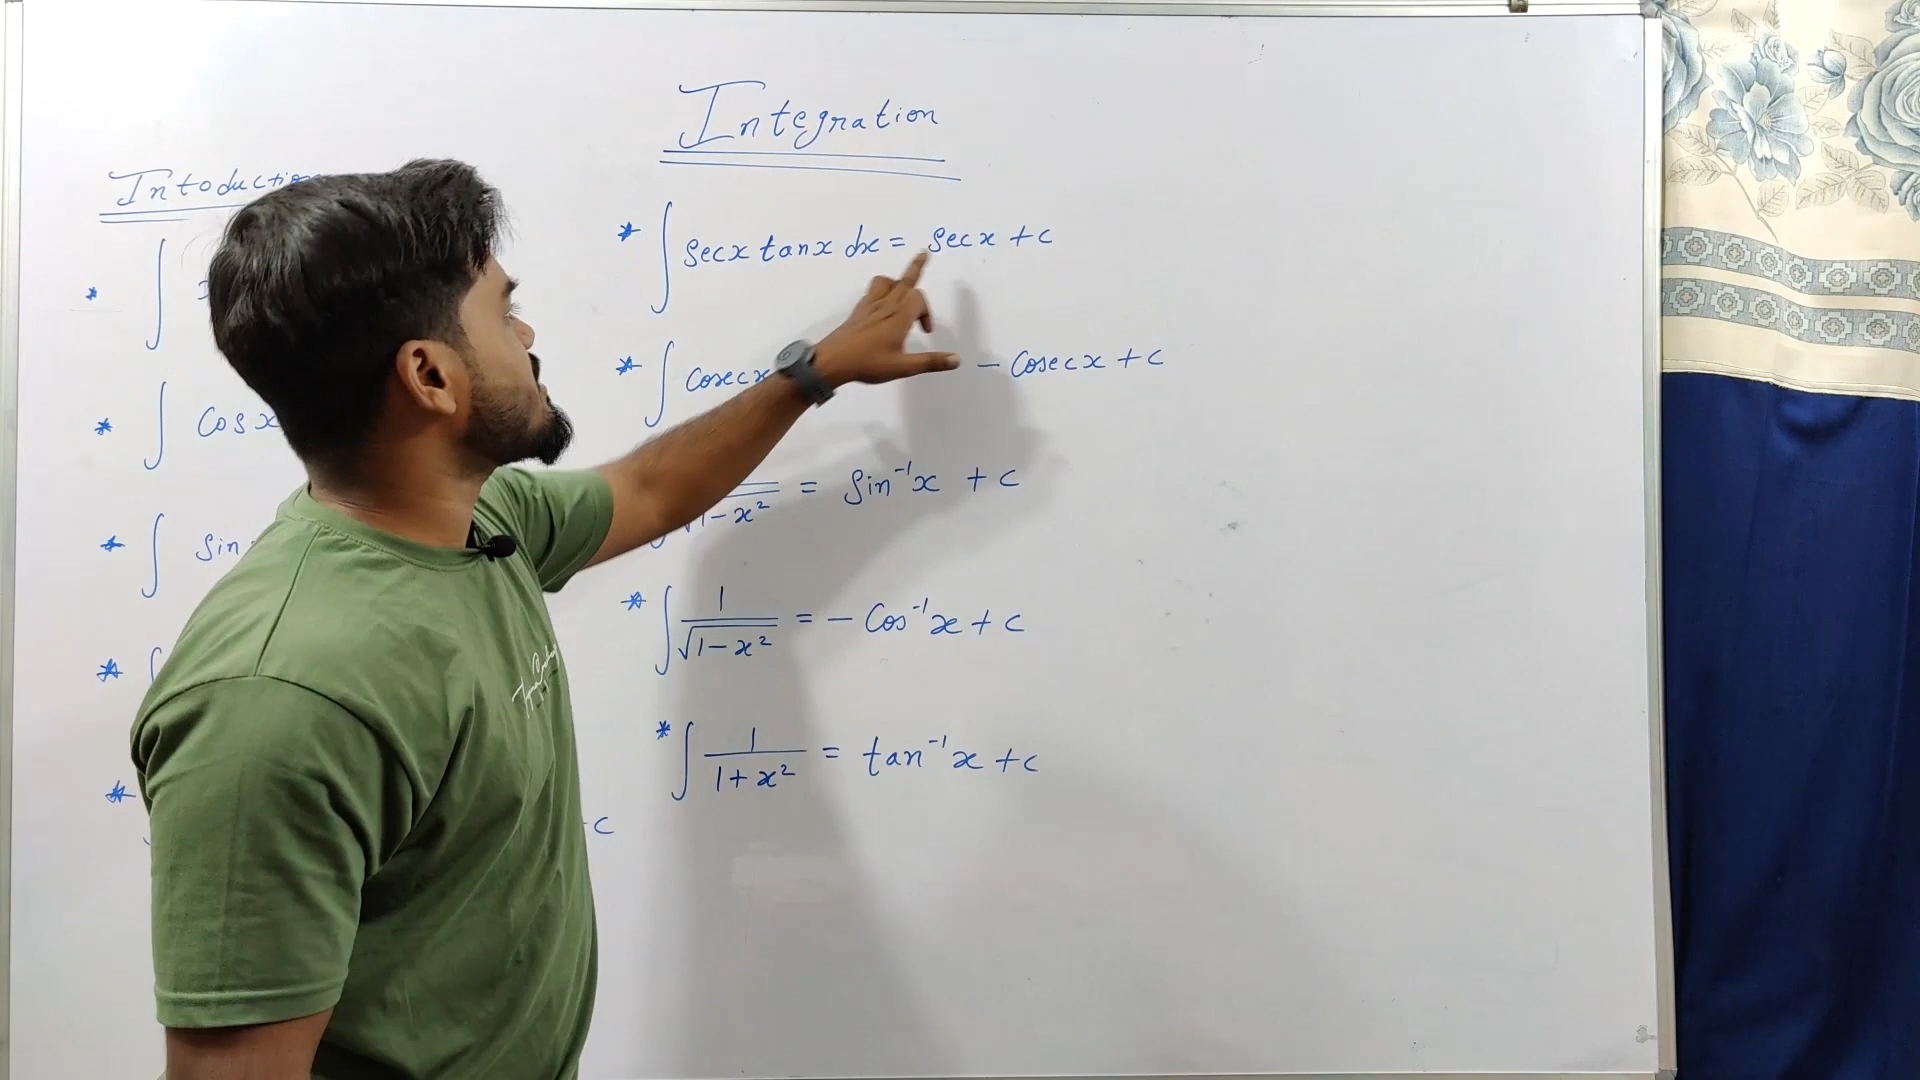 Integration
Intoduction
* ∫
* ∫ Cos x
* ∫ Sin
* ∫
*
+c
* ∫ Secx tanx dx = Secx + c
* ∫ Cosecx - Cosecx + c
√1-x² = Sin⁻¹x + c
* ∫ 1/√1-x² = - Cos⁻¹x + c
* ∫ 1/1+x² = tan⁻¹x + c